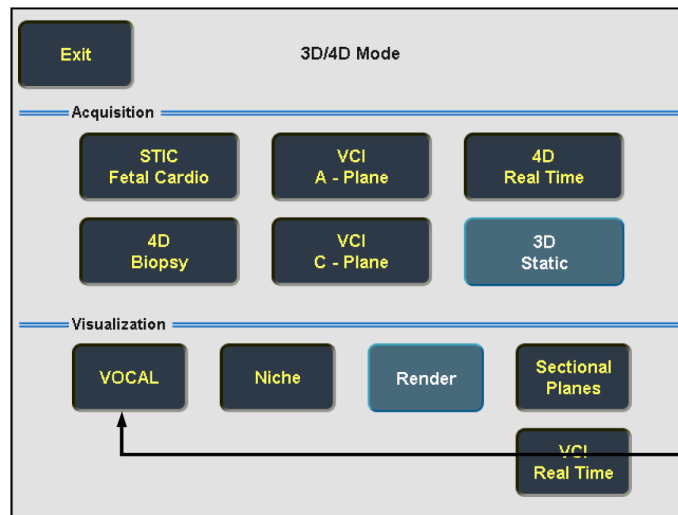 Exit
3D/4D Mode
Acquisition
STIC
Fetal Cardio
VCI
A - Plane
4D
Real Time
4D
Biopsy
VCI
C - Plane
3D
Static
Visualization
VOCAL
Niche
Render
Sectional
Planes
VCI
Real Time